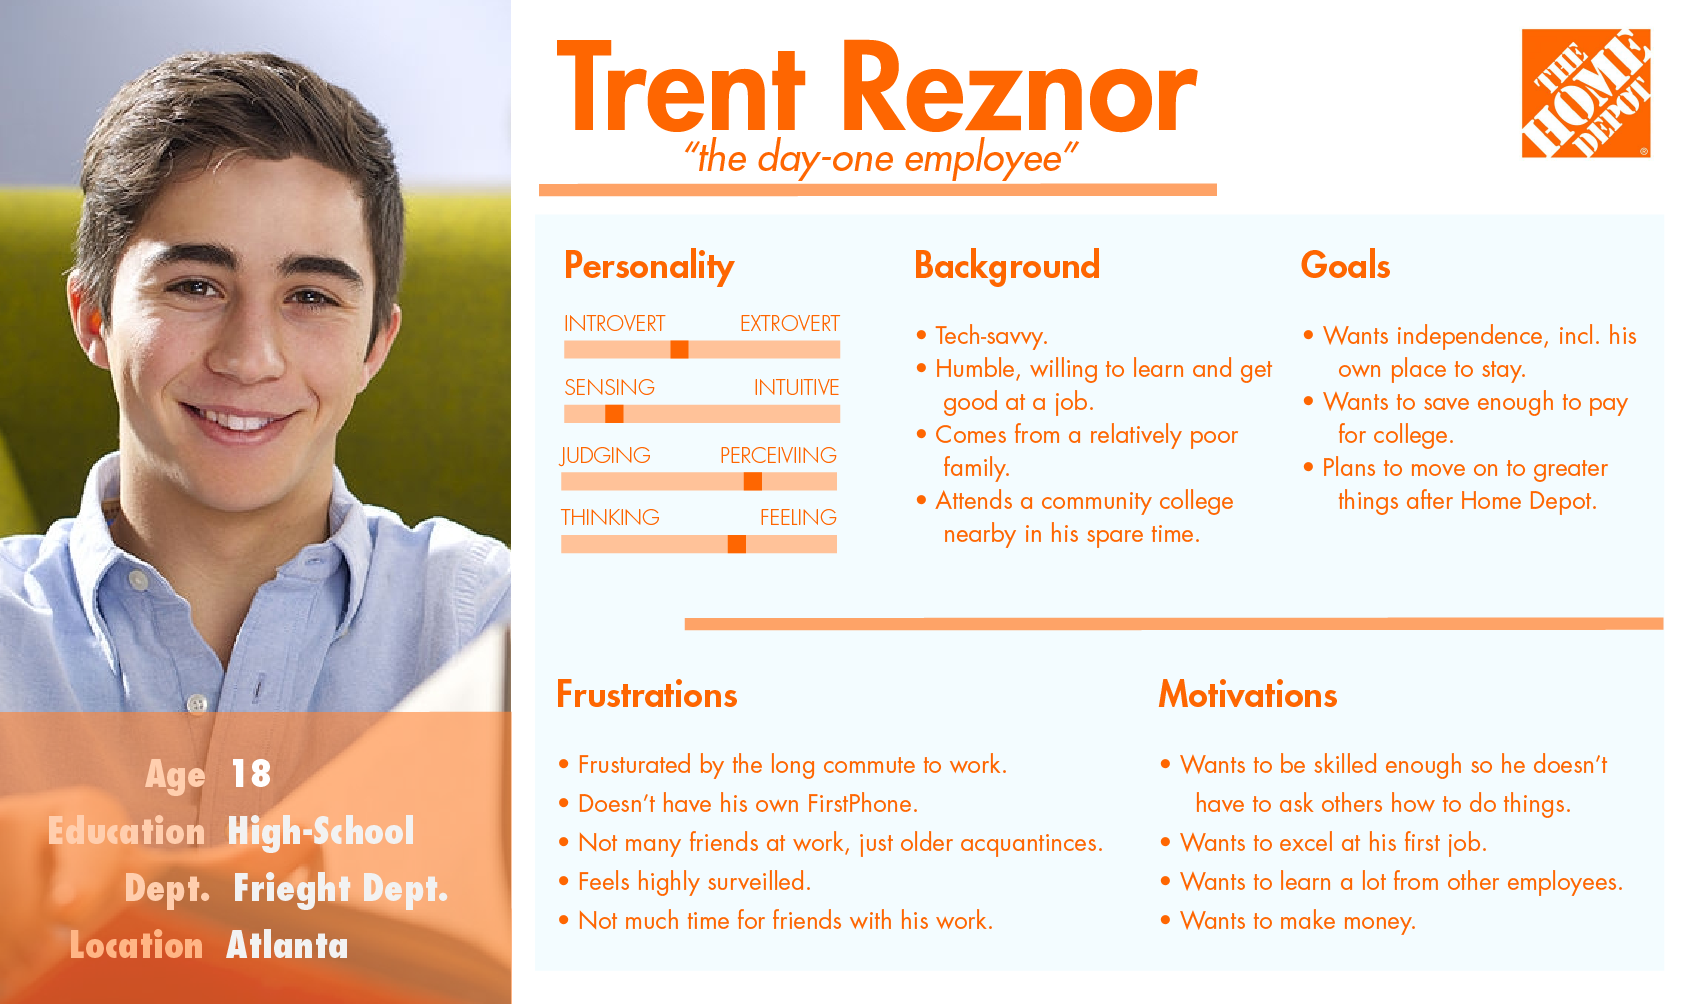 Trent Reznor
"the day-one employee"
THE
HOME
DEPOT
®
Personality
INTROVERT EXTROVERT
SENSING INTUITIVE
JUDGING PERCEIVIING
THINKING FEELING
Background
• Tech-savvy.
• Humble, willing to learn and get
good at a job.
• Comes from a relatively poor
family.
• Attends a community college
nearby in his spare time.
Goals
• Wants independence, incl. his
own place to stay.
• Wants to save enough to pay
for college.
• Plans to move on to greater
things after Home Depot.
Frustrations
• Frusturated by the long commute to work.
• Doesn't have his own FirstPhone.
• Not many friends at work, just older acquantinces.
• Feels highly surveilled.
• Not much time for friends with his work.
Motivations
• Wants to be skilled enough so he doesn't
have to ask others how to do things.
• Wants to excel at his first job.
• Wants to learn a lot from other employees.
• Wants to make money.
Age 18
Education High-School
Dept. Frieght Dept.
Location Atlanta